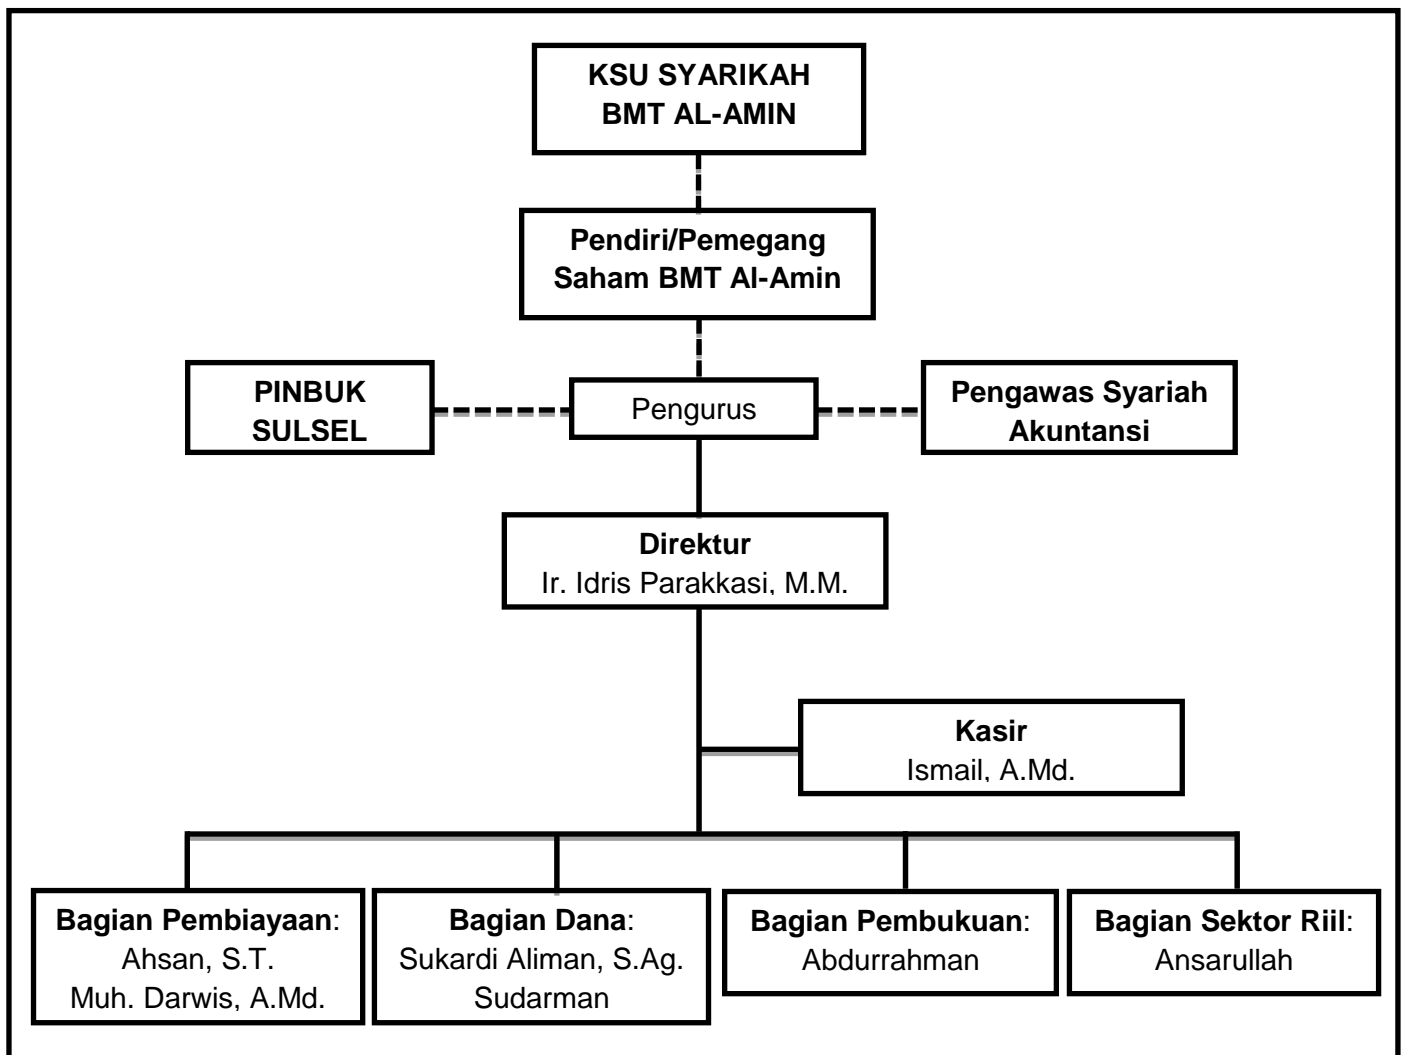 KSU SYARIKAH
BMT AL-AMIN
Pendiri/Pemegang
Saham BMT Al-Amin
PINBUK
SULSEL
Pengurus
Pengawas Syariah
Akuntansi
Direktur
Ir. Idris Parakkasi, M.M.
Kasir
Ismail, A.Md.
Bagian Pembiayaan:
Ahsan, S.T.
Muh. Darwis, A.Md.
Bagian Dana:
Sukardi Aliman, S.Ag.
Sudarman
Bagian Pembukuan:
Abdurrahman
Bagian Sektor Riil:
Ansarullah